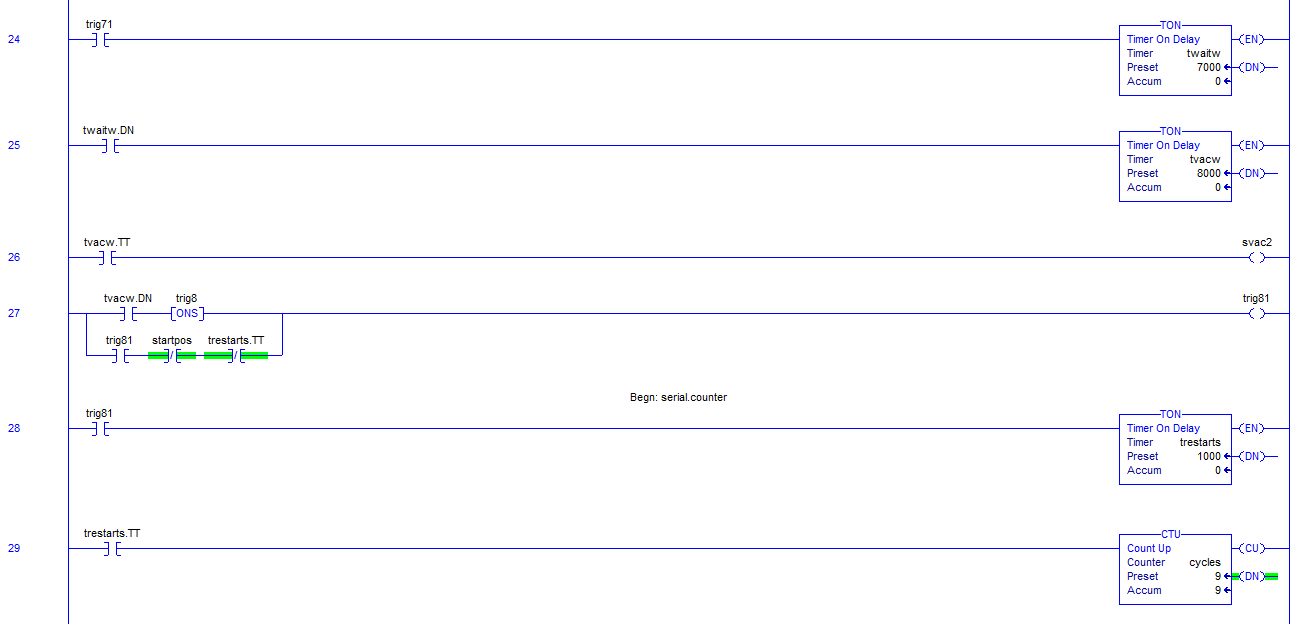 trig71
TON
24
Timer On Delay
EN
Timer twaitw
Preset 7000
DN
Accum 0
twaitw.DN
TON
25
Timer On Delay
EN
Timer tvacw
Preset 8000
DN
Accum 0
tvacw.TT
svac2
26
tvacw.DN
trig8
trig81
27
ONS
trig81
startpos
trestarts.TT
Begn: serial.counter
trig81
TON
28
Timer On Delay
EN
Timer trestarts
Preset 1000
DN
Accum 0
trestarts.TT
CTU
29
Count Up
CU
Counter cycles
Preset 9
DN
Accum 9